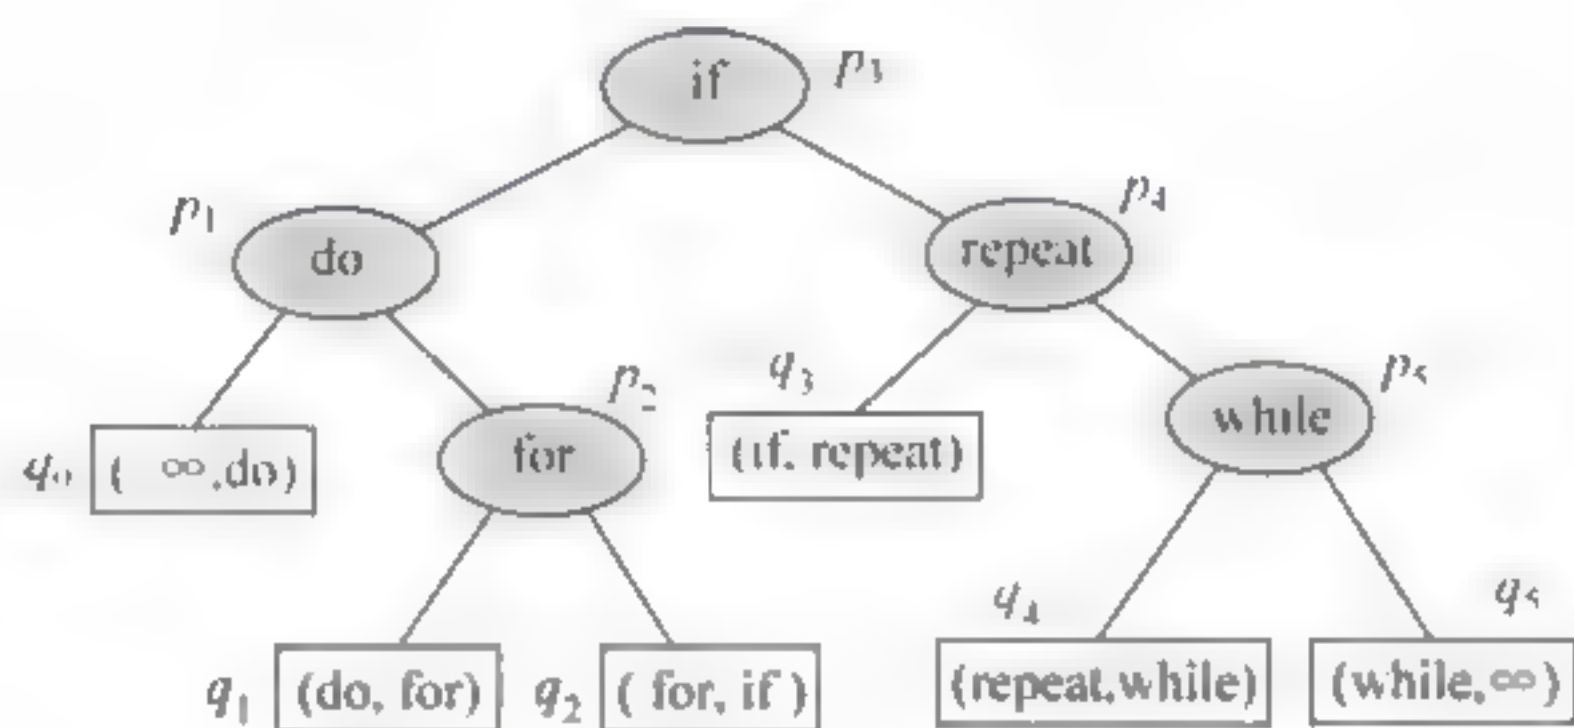 if p₃
p₁ do
repeat p₄
q₀ ( ∞,do)
for p₂
q₃ (if, repeat)
while p₅
q₁ (do, for)
q₂ ( for, if )
q₄ (repeat,while)
q₅ (while,∞)